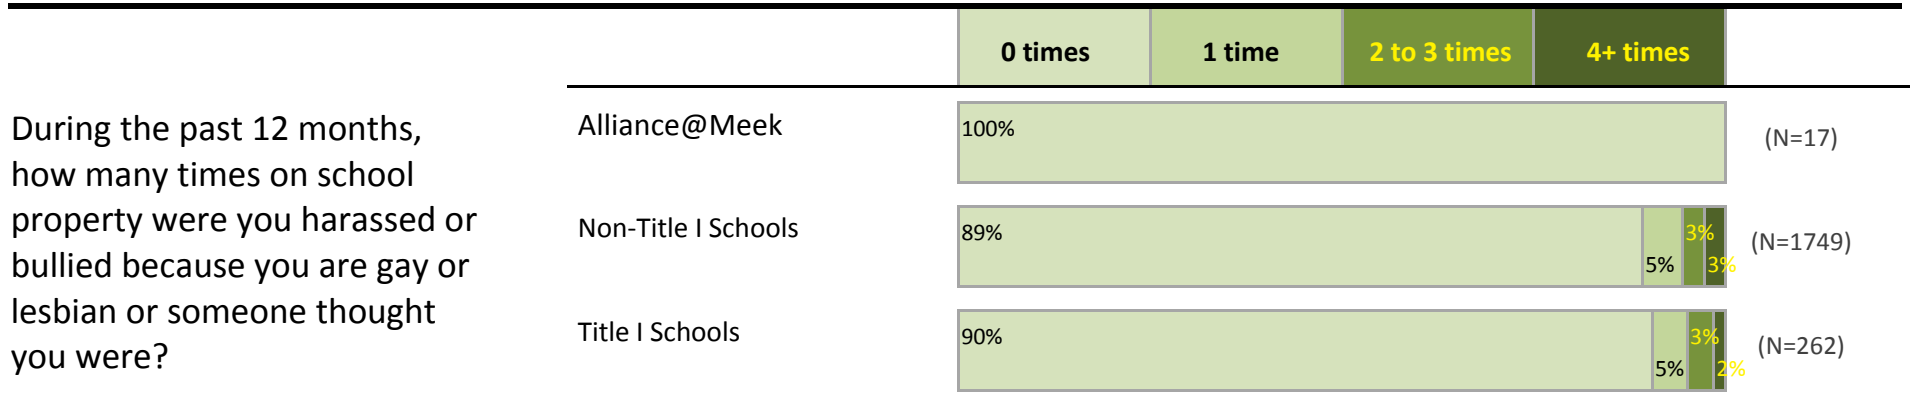 0 times 1 time 2 to 3 times 4+ times
During the past 12 months,
how many times on school
property were you harassed or
bullied because you are gay or
lesbian or someone thought
you were?
Alliance@Meek 100% (N=17)
Non-Title I Schools 89% 5% 3% 3% (N=1749)
Title I Schools 90% 5% 3% 2% (N=262)